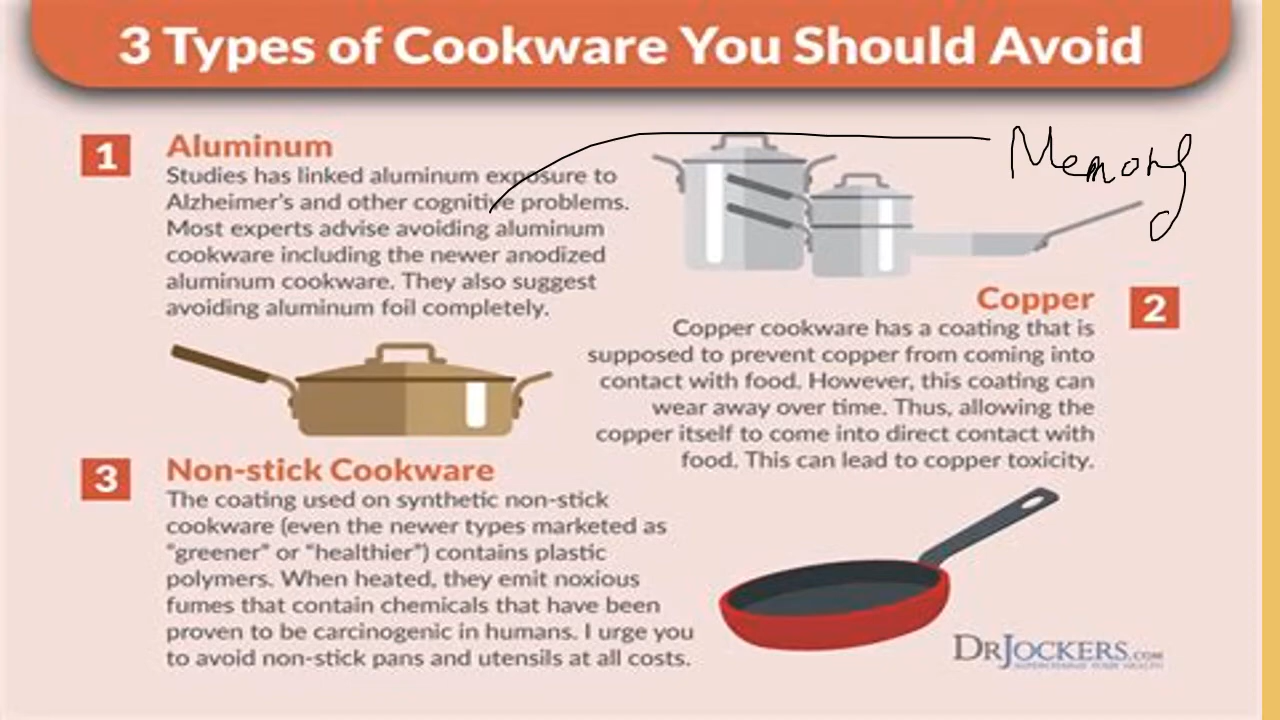 3 Types of Cookware You Should Avoid
1
Aluminum
Studies has linked aluminum exposure to
Alzheimer's and other cognitive problems.
Most experts advise avoiding aluminum
cookware including the newer anodized
aluminum cookware. They also suggest
avoiding aluminum foil completely.
Memory
Copper
2
Copper cookware has a coating that is
supposed to prevent copper from coming into
contact with food. However, this coating can
wear away over time. Thus, allowing the
copper itself to come into direct contact with
food. This can lead to copper toxicity.
3
Non-stick Cookware
The coating used on synthetic non-stick
cookware (even the newer types marketed as
"greener" or "healthier") contains plastic
polymers. When heated, they emit noxious
fumes that contain chemicals that have been
proven to be carcinogenic in humans. I urge you
to avoid non-stick pans and utensils at all costs.
DRJOCKERS.COM